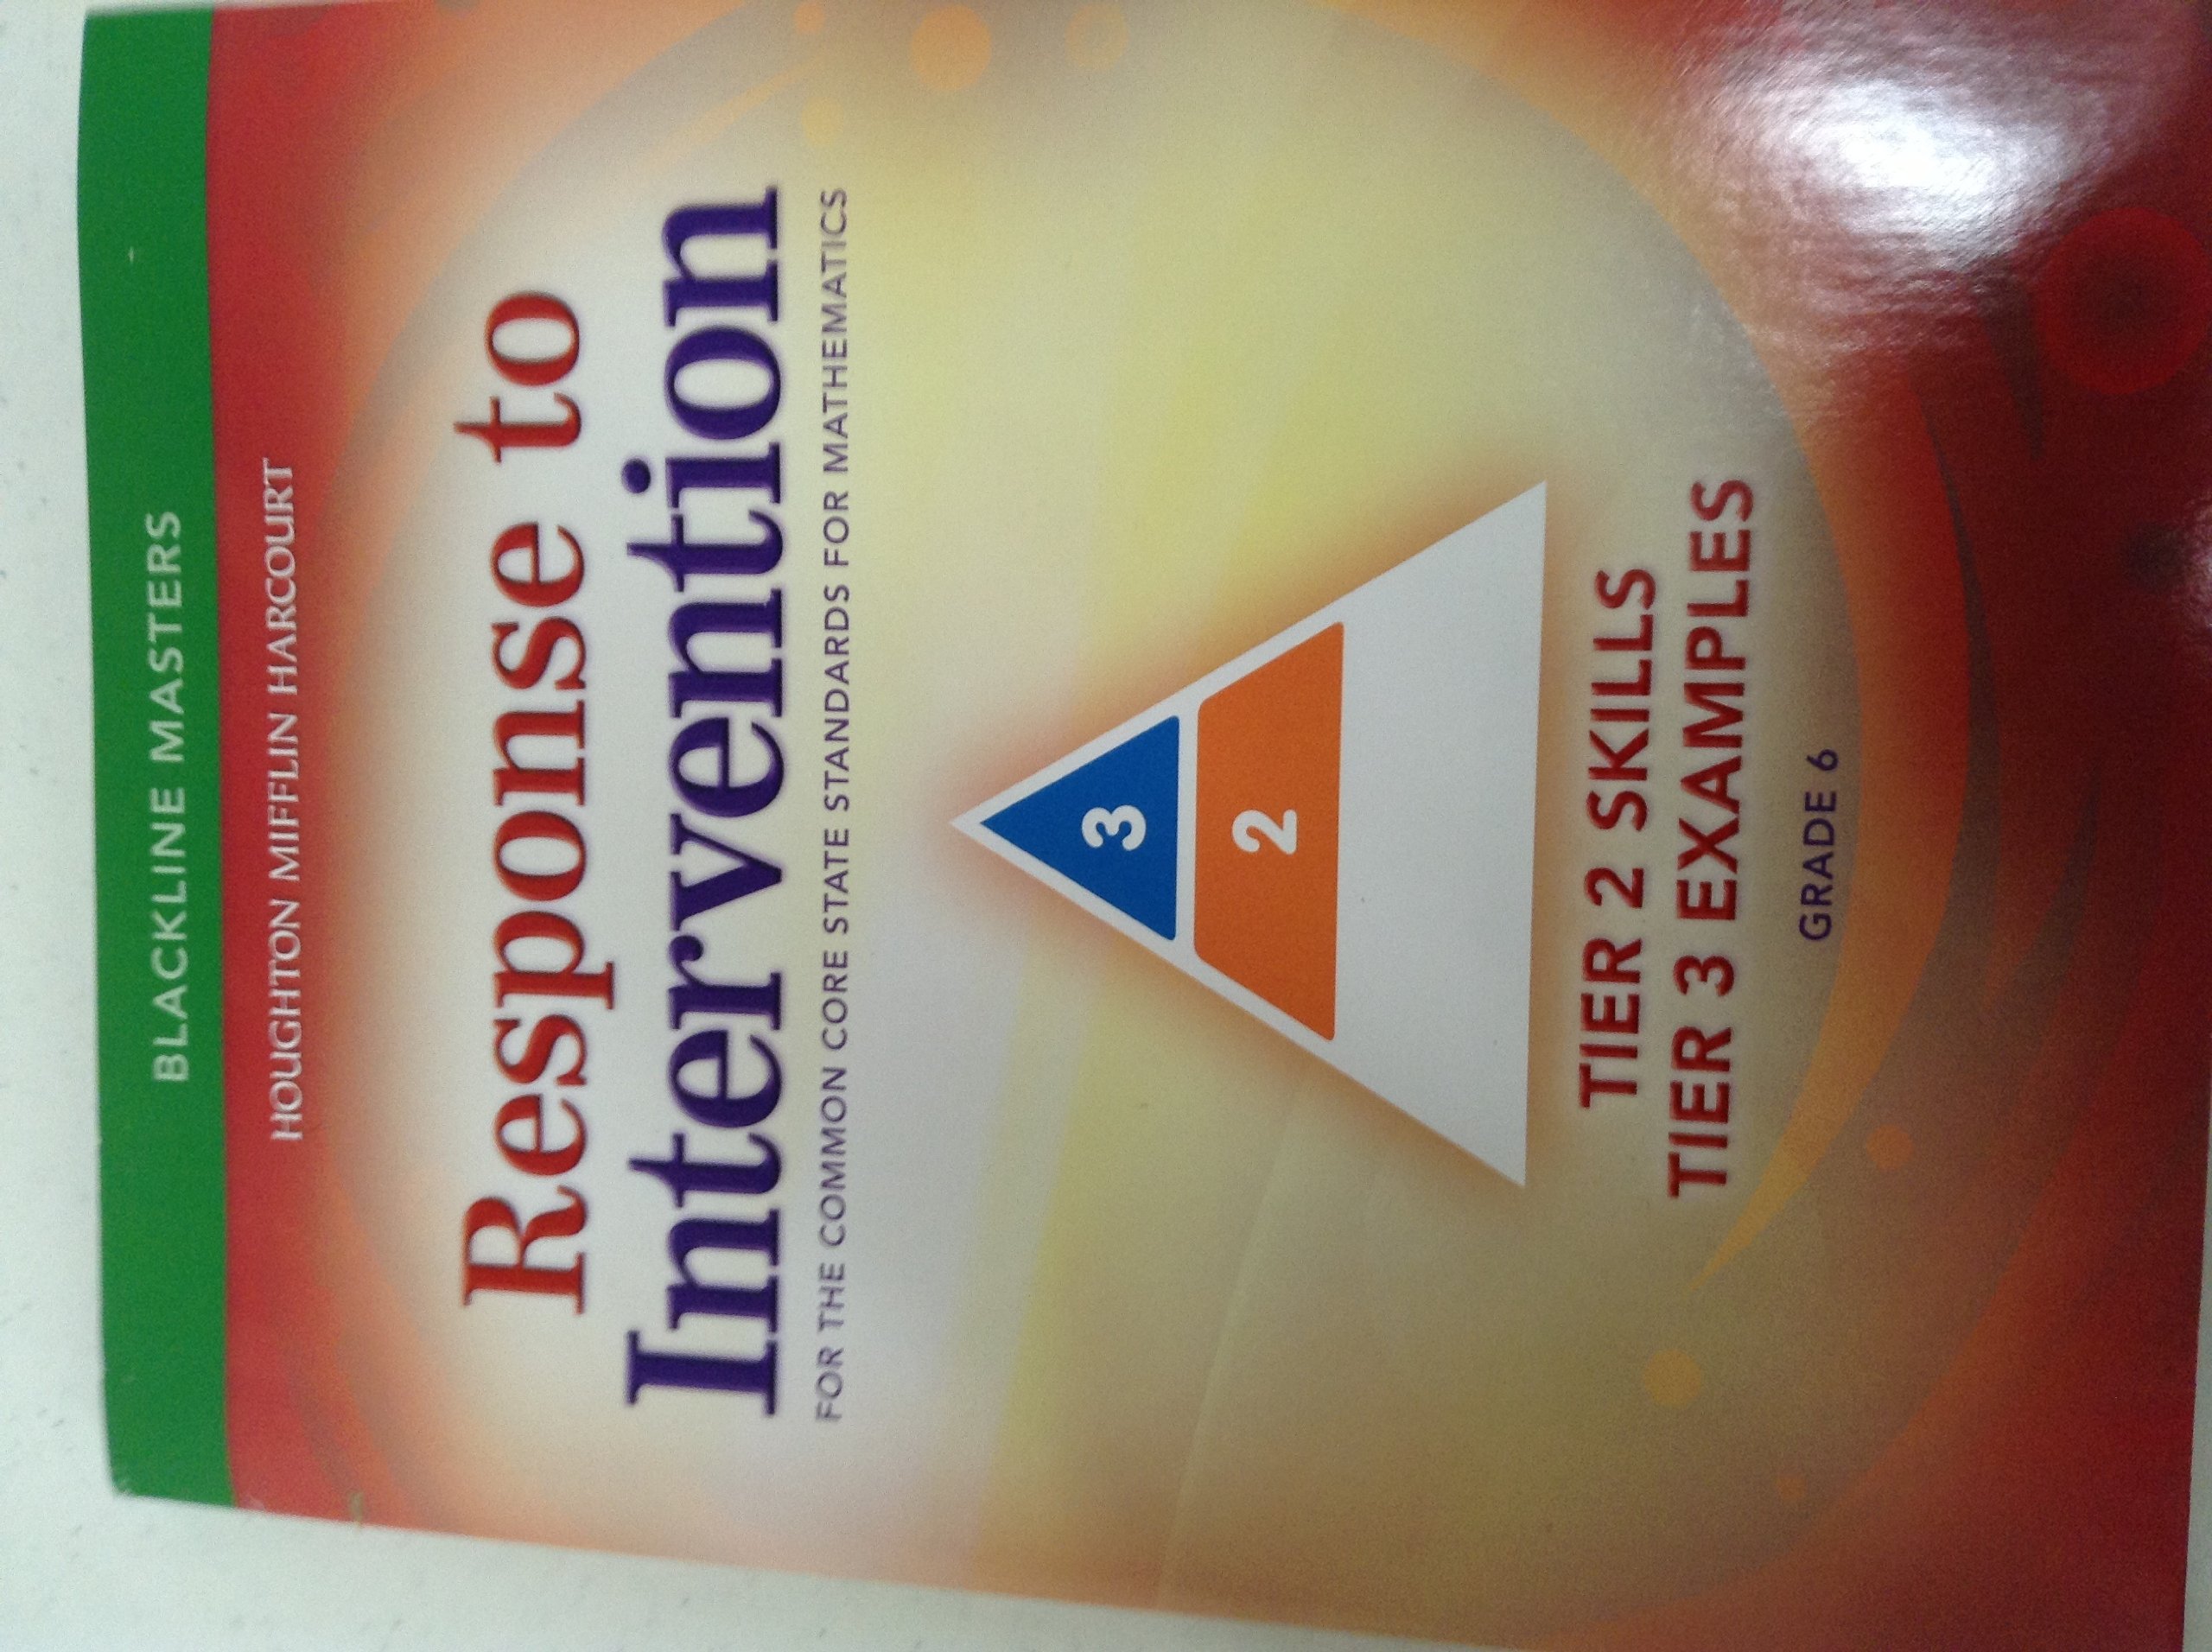 BLACKLINE MASTERS
HOUGHTON MIFFLIN HARCOURT
Response to
Intervention
FOR THE COMMON CORE STATE STANDARDS FOR MATHEMATICS
3
2
TIER 2 SKILLS
TIER 3 EXAMPLES
GRADE 6